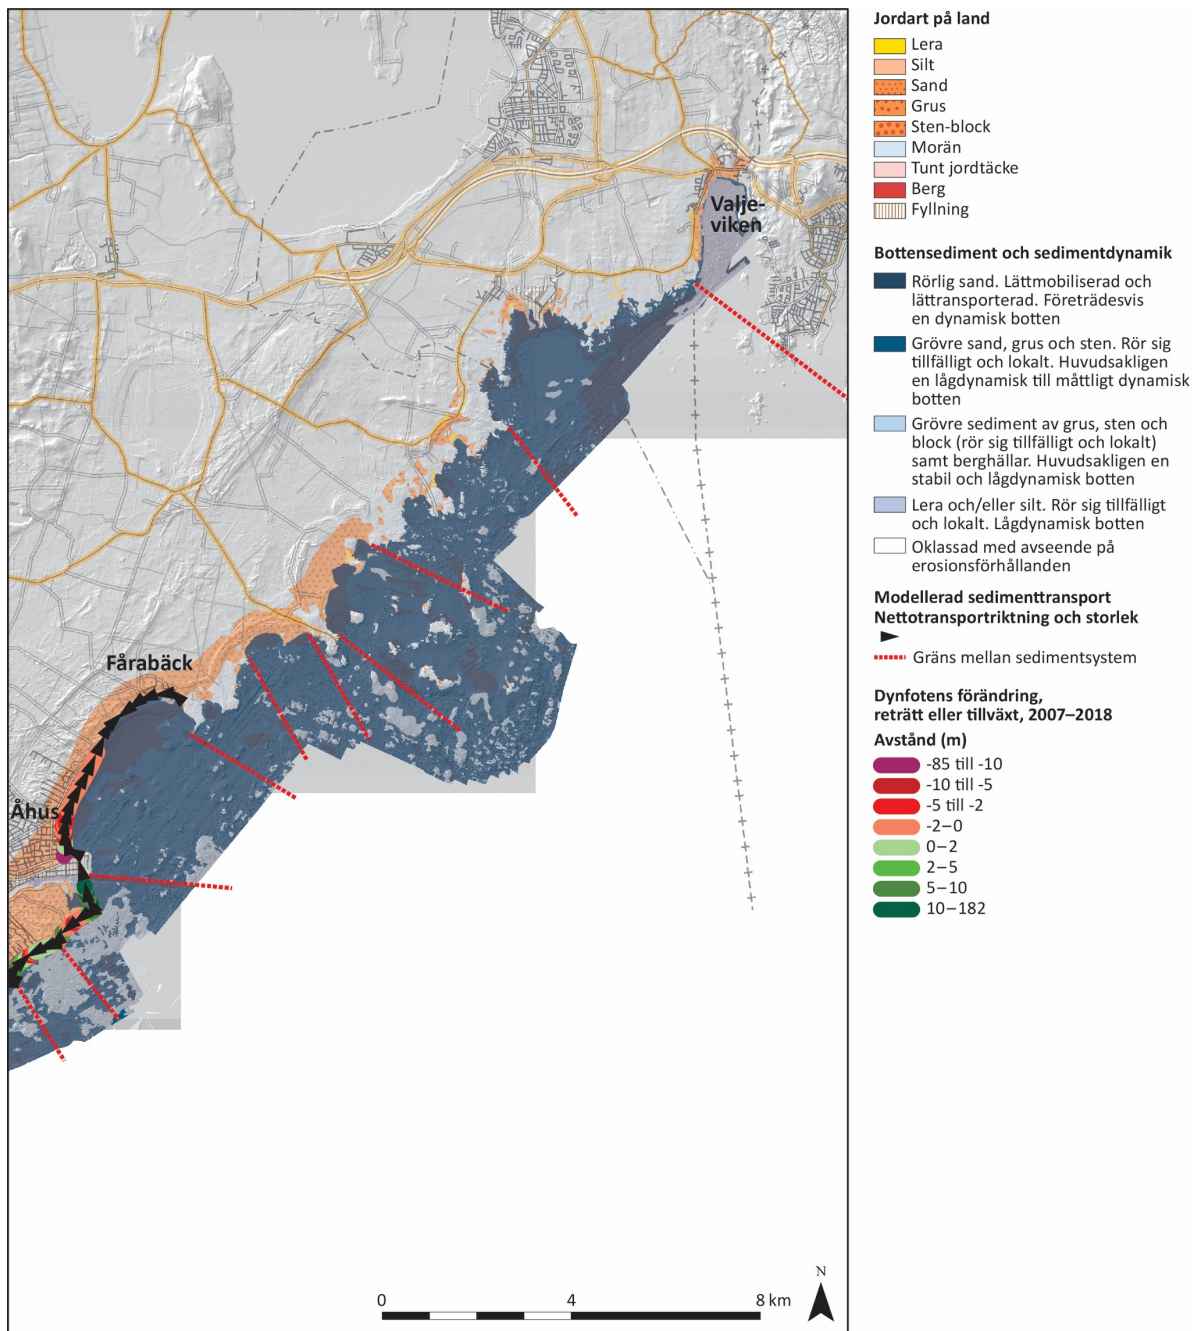 Jordart på land
Lera
Silt
Sand
Grus
Sten-block
Morän
Tunt jordtäcke
Berg
Fyllning
Bottensediment och sedimentdynamik
Rörlig sand. Lättmobiliserad och
lättransporterad. Företrädesvis
en dynamisk botten
Grövre sand, grus och sten. Rör sig
tillfälligt och lokalt. Huvudsakligen
en lågdynamisk till måttligt dynamisk
botten
Grövre sediment av grus, sten och
block (rör sig tillfälligt och lokalt)
samt berghällar. Huvudsakligen en
stabil och lågdynamisk botten
Lera och/eller silt. Rör sig tillfälligt
och lokalt. Lågdynamisk botten
Oklassad med avseende på
erosionsförhållanden
Modellerad sedimenttransport
Nettotransportriktning och storlek
Gräns mellan sedimentsystem
Dynfotens förändring,
reträtt eller tillväxt, 2007–2018
Avstånd (m)
-85 till -10
-10 till -5
-5 till -2
-2–0
0–2
2–5
5–10
10–182
Valje-
viken
Fårabäck
Åhus
N
0 4 8 km